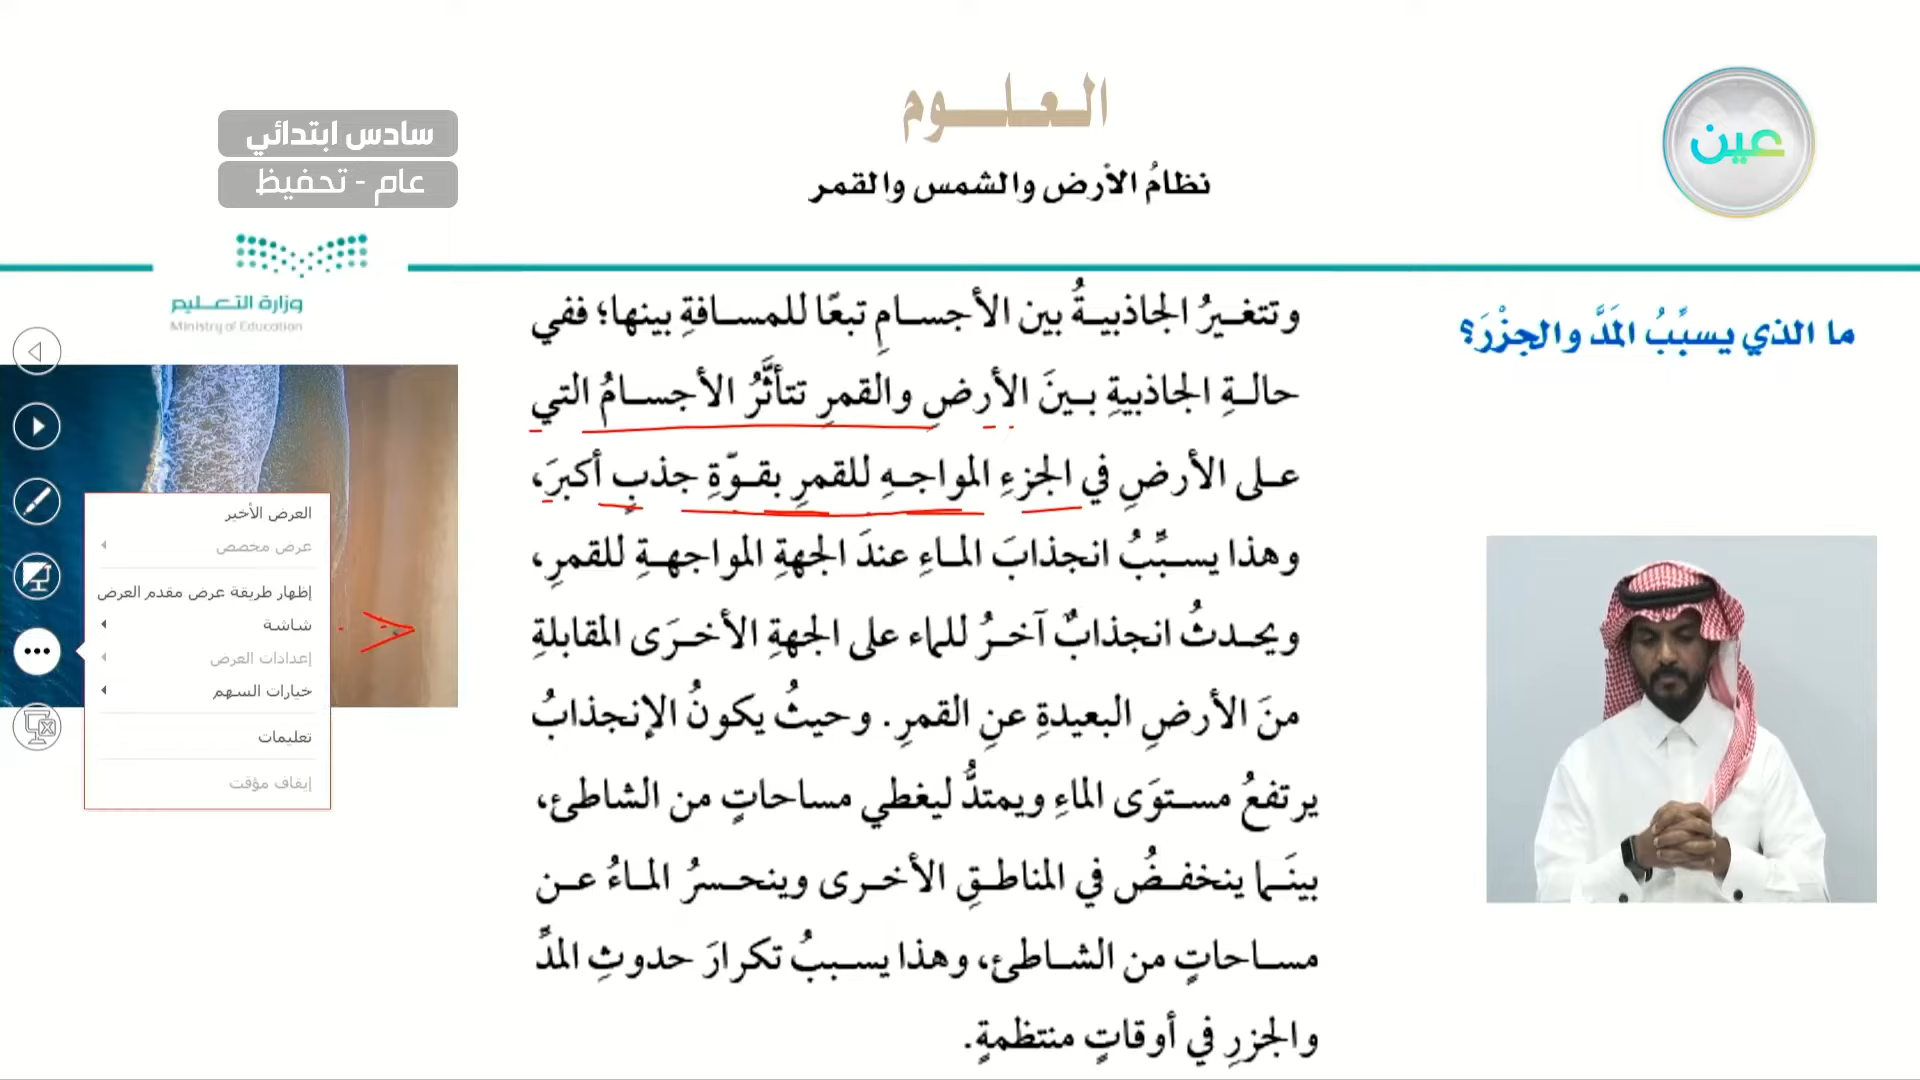 العلوم
نظامُ الأرض والشمس والقمر
عين
سادس ابتدائي
عام - تحفيظ
وزارة التعليم
Ministry of Education
ما الذي يسبِّبُ المَدَّ والجزْرَ؟
وتتغيرُ الجاذبيةُ بين الأجسامِ تبعًا للمسافةِ بينها؛ ففي
حالةِ الجاذبيةِ بينَ الأرضِ والقمرِ تتأثَّرُ الأجسامُ التي
على الأرضِ في الجزءِ المواجهِ للقمرِ بقوّةِ جذبٍ أكبرَ،
وهذا يسبِّبُ انجذابَ الماءِ عندَ الجهةِ المواجهةِ للقمرِ،
ويحدثُ انجذابٌ آخرُ للماء على الجهةِ الأخرَى المقابلةِ
منَ الأرضِ البعيدةِ عنِ القمرِ. وحيثُ يكونُ الإنجذابُ
يرتفعُ مستوَى الماءِ ويمتدُّ ليغطي مساحاتٍ من الشاطئ،
بينَما ينخفضُ في المناطقِ الأخرى وينحسرُ الماءُ عن
مساحاتٍ من الشاطئ، وهذا يسببُ تكرارَ حدوثِ المدِّ
والجزرِ في أوقاتٍ منتظمةٍ.
العرض الأخير
عرض مخصص
إظهار طريقة عرض مقدم العرض
شاشة
إعدادات العرض
خيارات السهم
تعليمات
إيقاف مؤقت